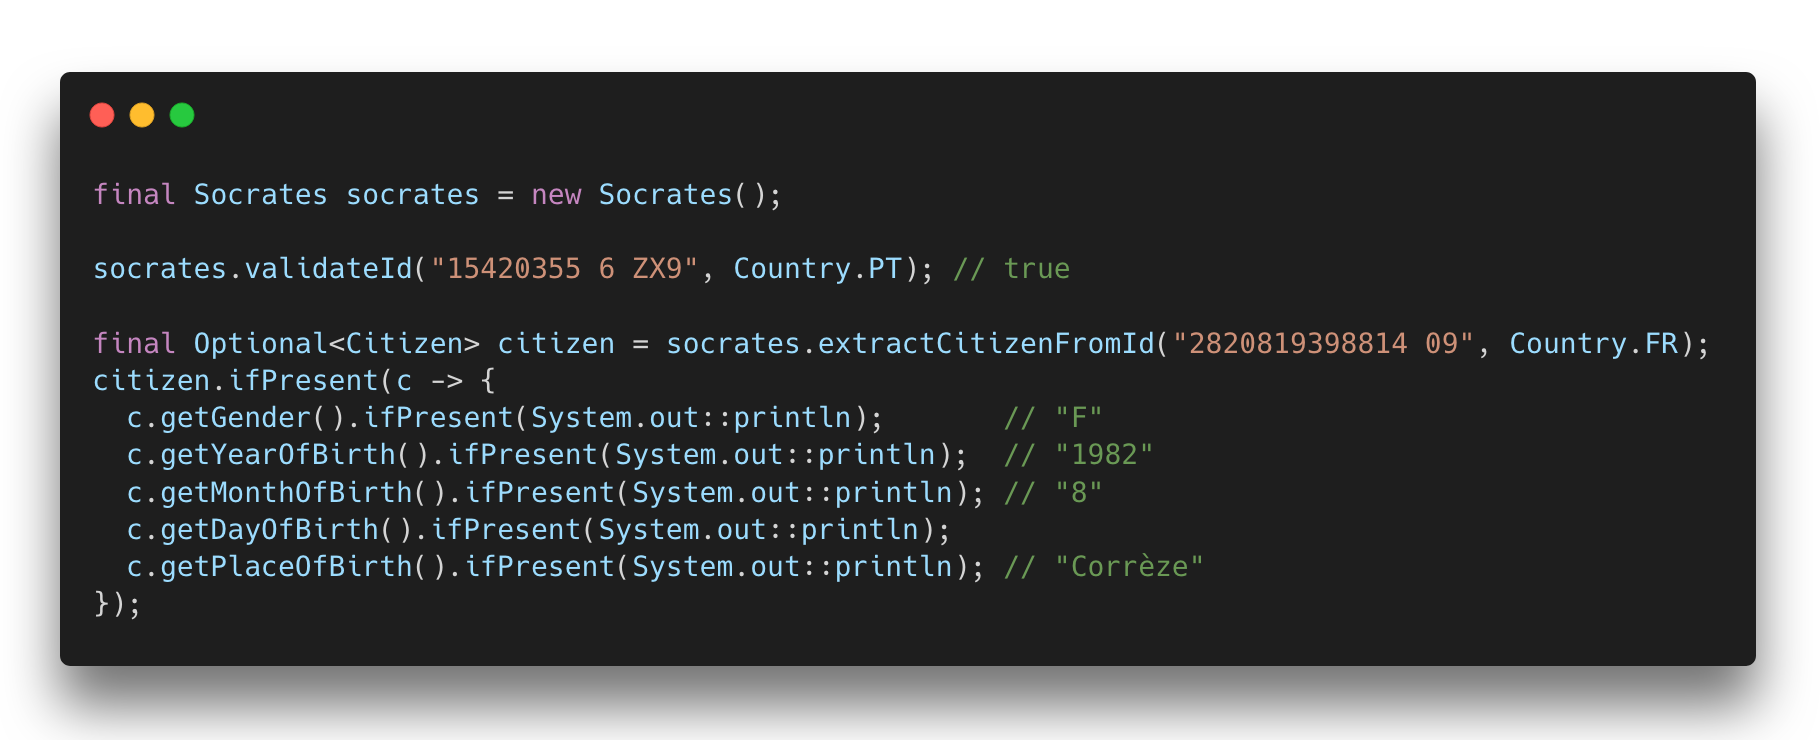 final Socrates socrates = new Socrates();
socrates.validateId("15420355 6 ZX9", Country.PT); // true
final Optional<Citizen> citizen = socrates.extractCitizenFromId("2820819398814 09", Country.FR);
citizen.ifPresent(c -> {
  c.getGender().ifPresent(System.out::println);       // "F"
  c.getYearOfBirth().ifPresent(System.out::println);  // "1982"
  c.getMonthOfBirth().ifPresent(System.out::println); // "8"
  c.getDayOfBirth().ifPresent(System.out::println);
  c.getPlaceOfBirth().ifPresent(System.out::println); // "Corrèze"
});